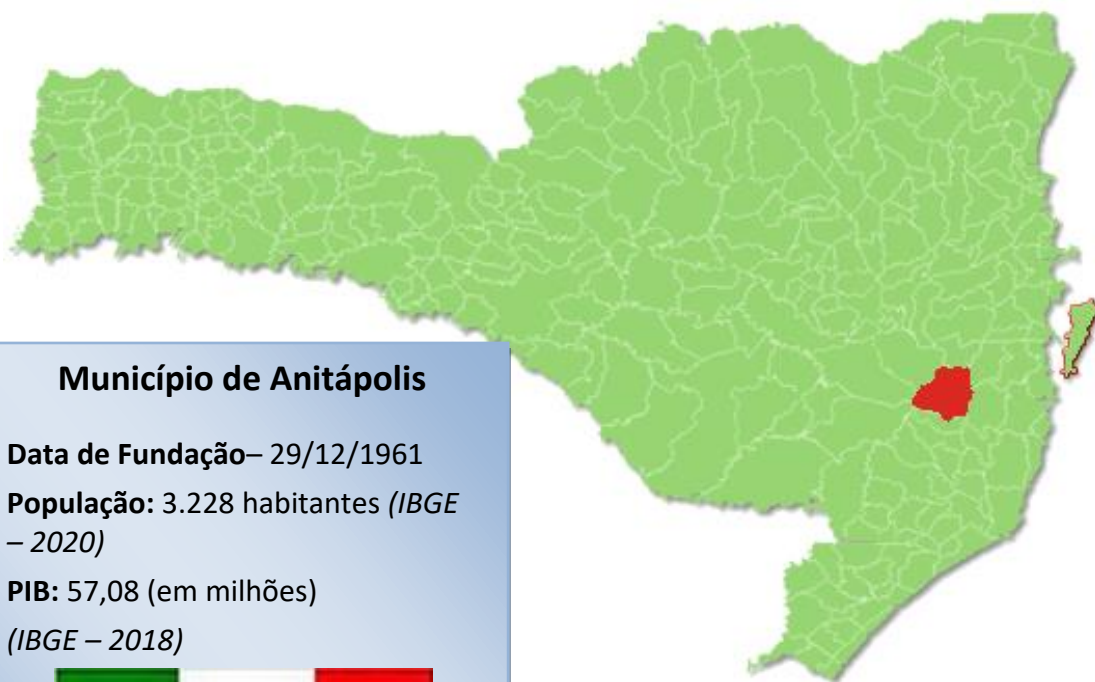 Município de Anitápolis
Data de Fundação– 29/12/1961
População: 3.228 habitantes (IBGE
– 2020)
PIB: 57,08 (em milhões)
(IBGE – 2018)